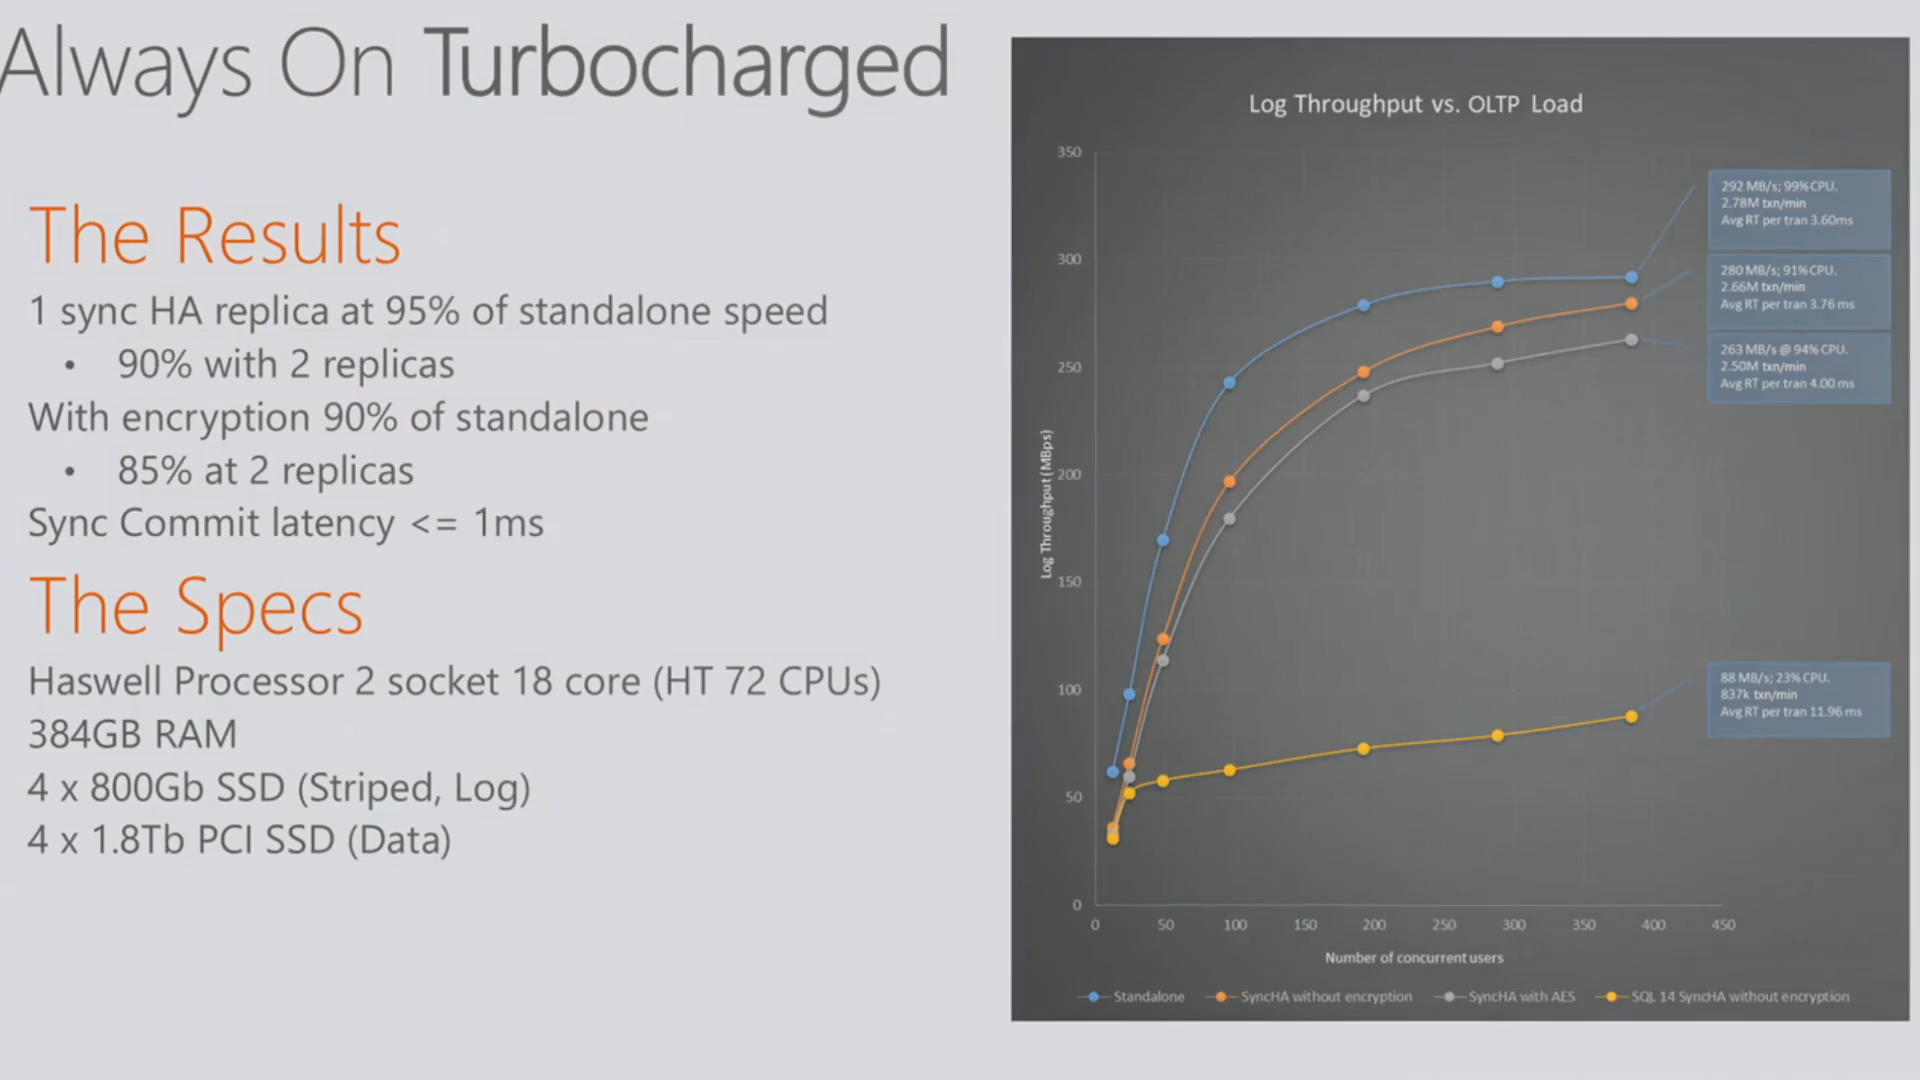 Always On Turbocharged
The Results
1 sync HA replica at 95% of standalone speed
• 90% with 2 replicas
With encryption 90% of standalone
• 85% at 2 replicas
Sync Commit latency <= 1ms
The Specs
Haswell Processor 2 socket 18 core (HT 72 CPUs)
384GB RAM
4 x 800Gb SSD (Striped, Log)
4 x 1.8Tb PCI SSD (Data)
Log Throughput vs. OLTP Load
350
300
250
200
150
100
50
0
Log Throughput (MBps)
0 50 100 150 200 250 300 350 400 450
Number of concurrent users
292 MB/s; 99% CPU.
2.78M txn/min
Avg RT per tran 3.60ms
280 MB/s; 91% CPU.
2.66M txn/min
Avg RT per tran 3.76 ms
263 MB/s @ 94% CPU.
2.50M txn/min
Avg RT per tran 4.00 ms
88 MB/s; 23% CPU.
837k txn/min
Avg RT per tran 11.96 ms
Standalone SyncHA without encryption SyncHA with AES SQL 14 SyncHA without encryption